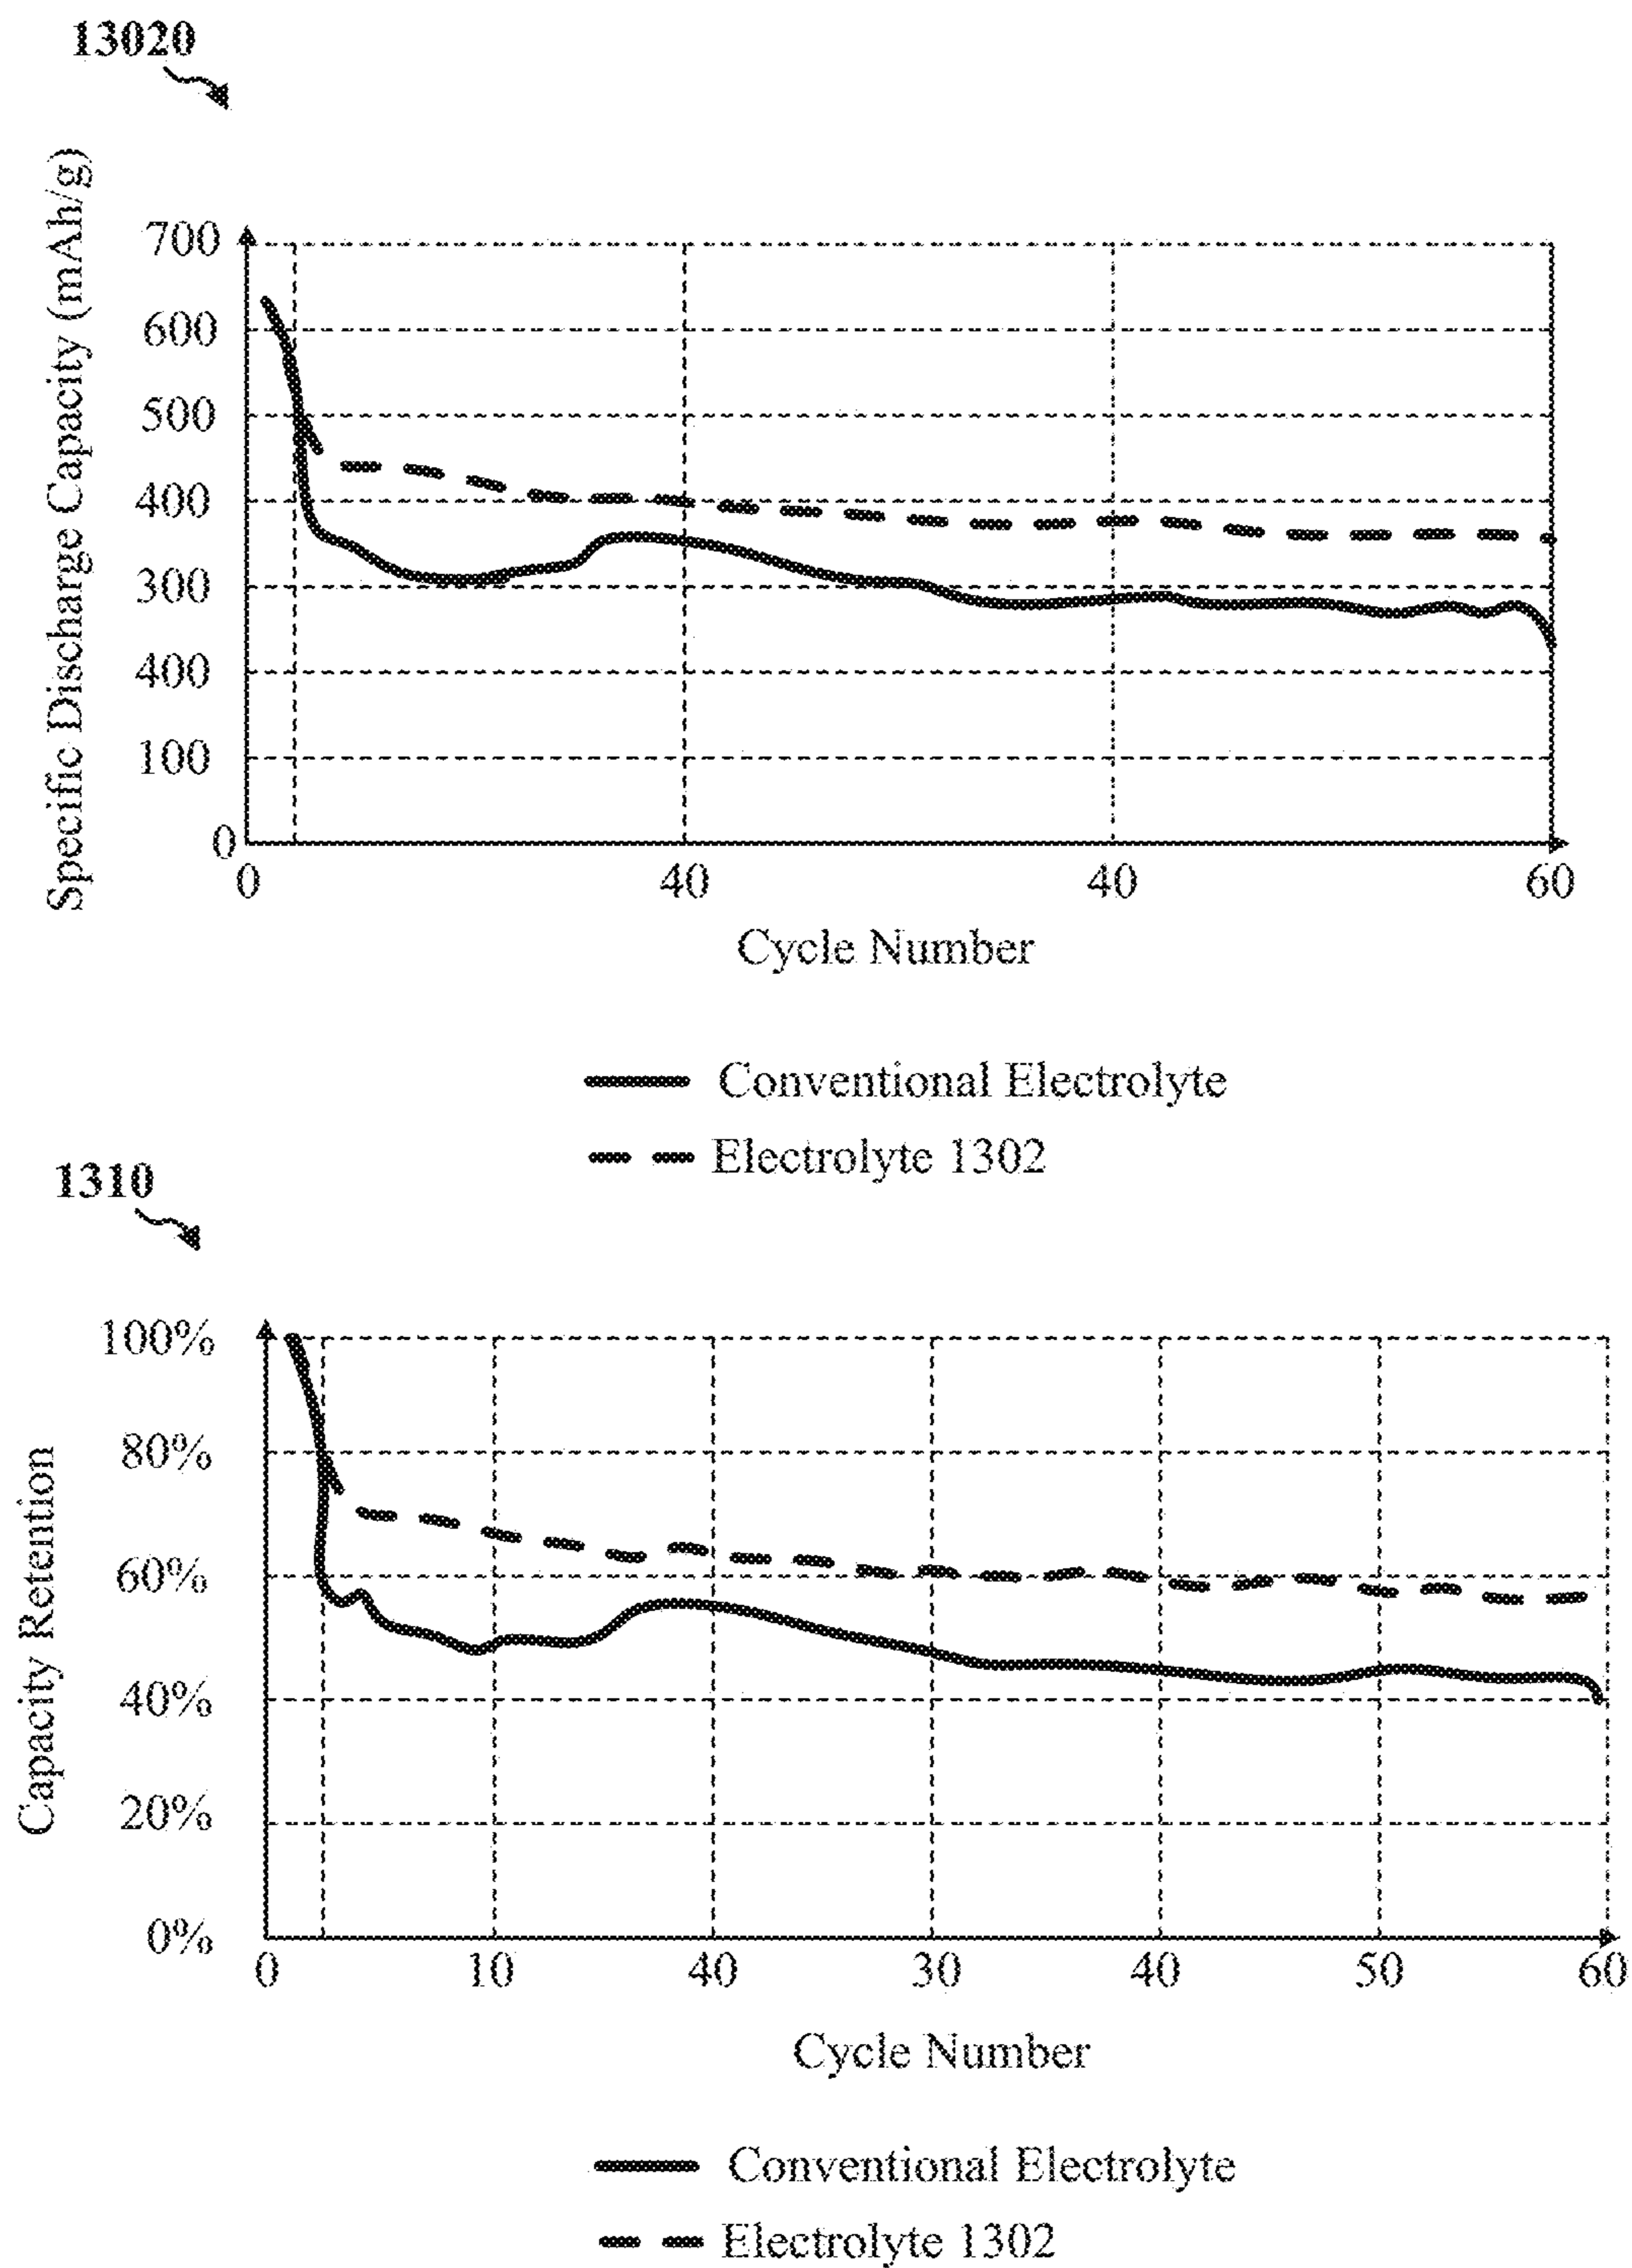 13020
Specific Discharge Capacity (mAh/g)
700
600
500
400
300
400
100
0
0 40 40 60
Cycle Number
Conventional Electrolyte
Electrolyte 1302
1310
Capacity Retention
100%
80%
60%
40%
20%
0%
0 10 40 30 40 50 60
Cycle Number
Conventional Electrolyte
Electrolyte 1302